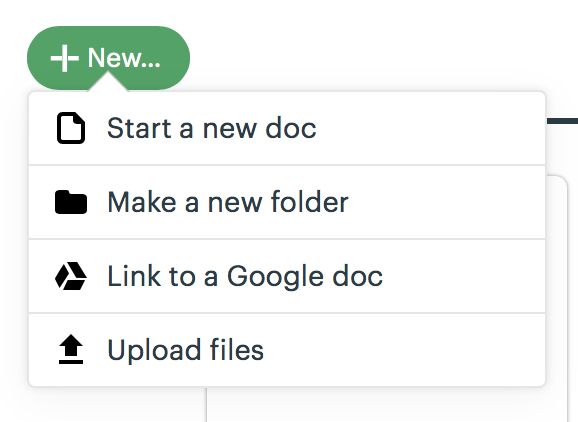 New...
Start a new doc
Make a new folder
Link to a Google doc
Upload files